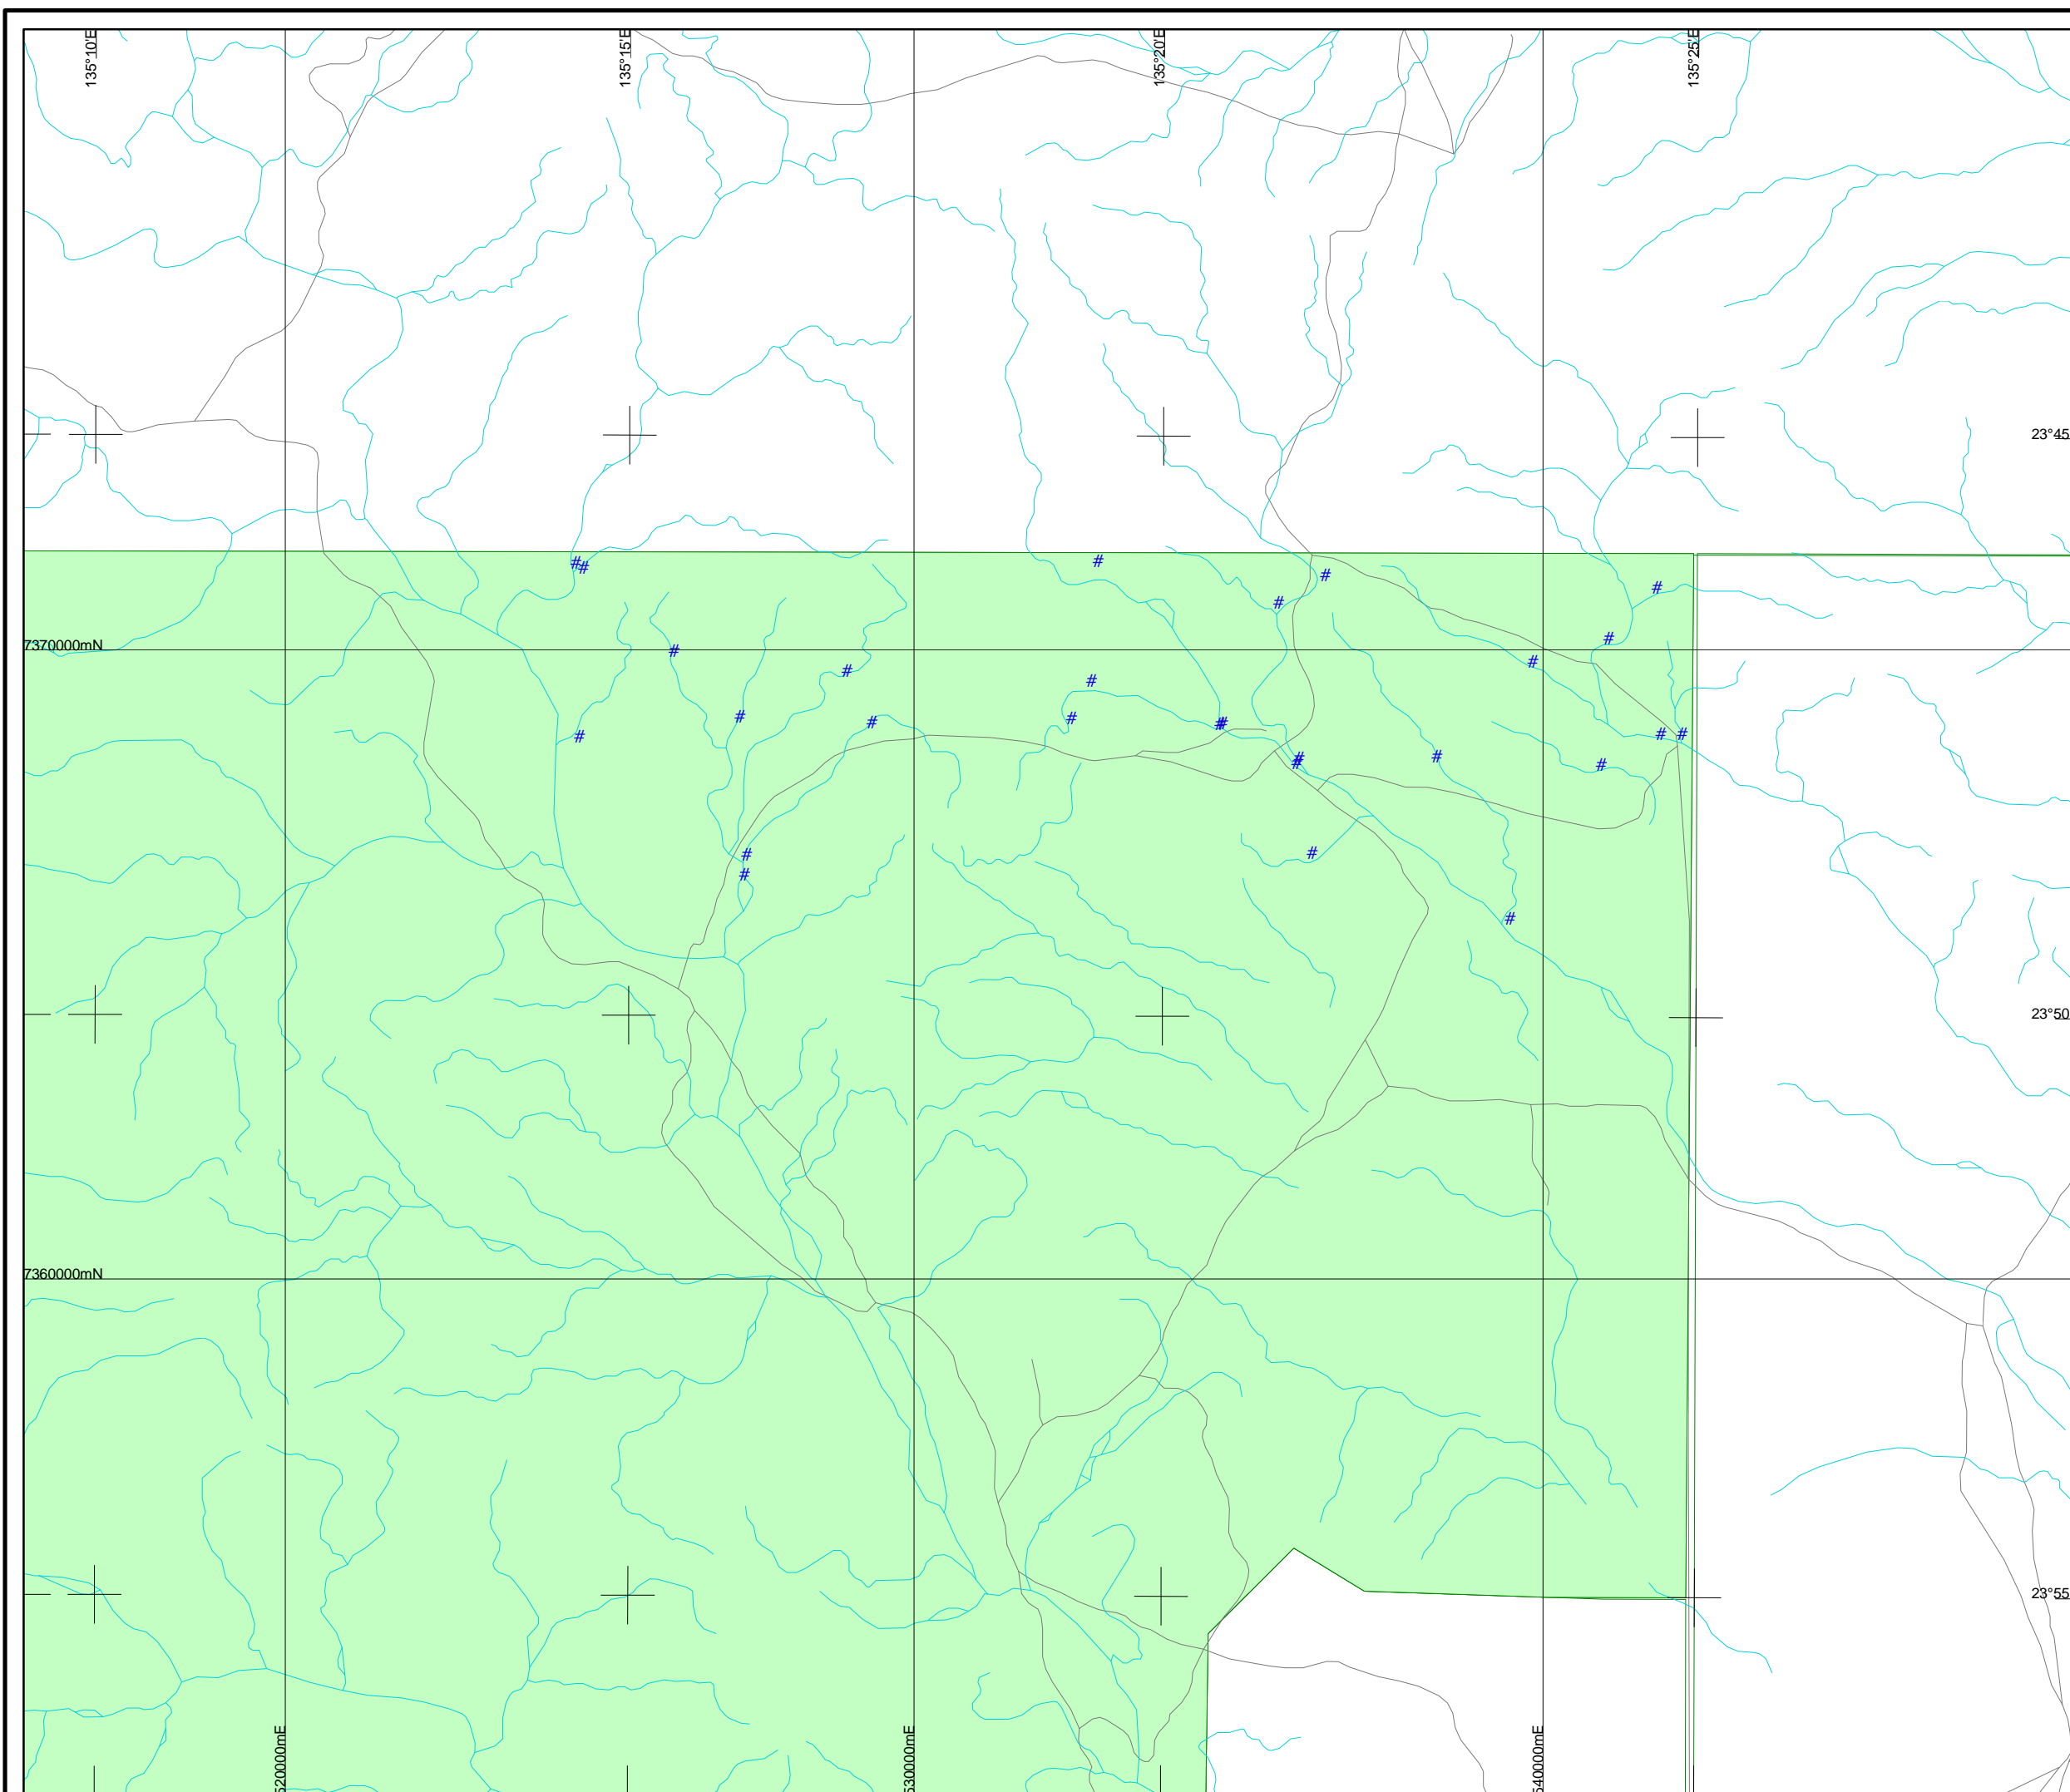 135°10'E
135°15'E
135°20'E
135°25'E
23°45
# # # # #
# #
7370000mN
# # # #
# # # # # # # #
# # # # #
# # #
#
23°50
7360000mN
23°55
520000mE
530000mE
540000mE